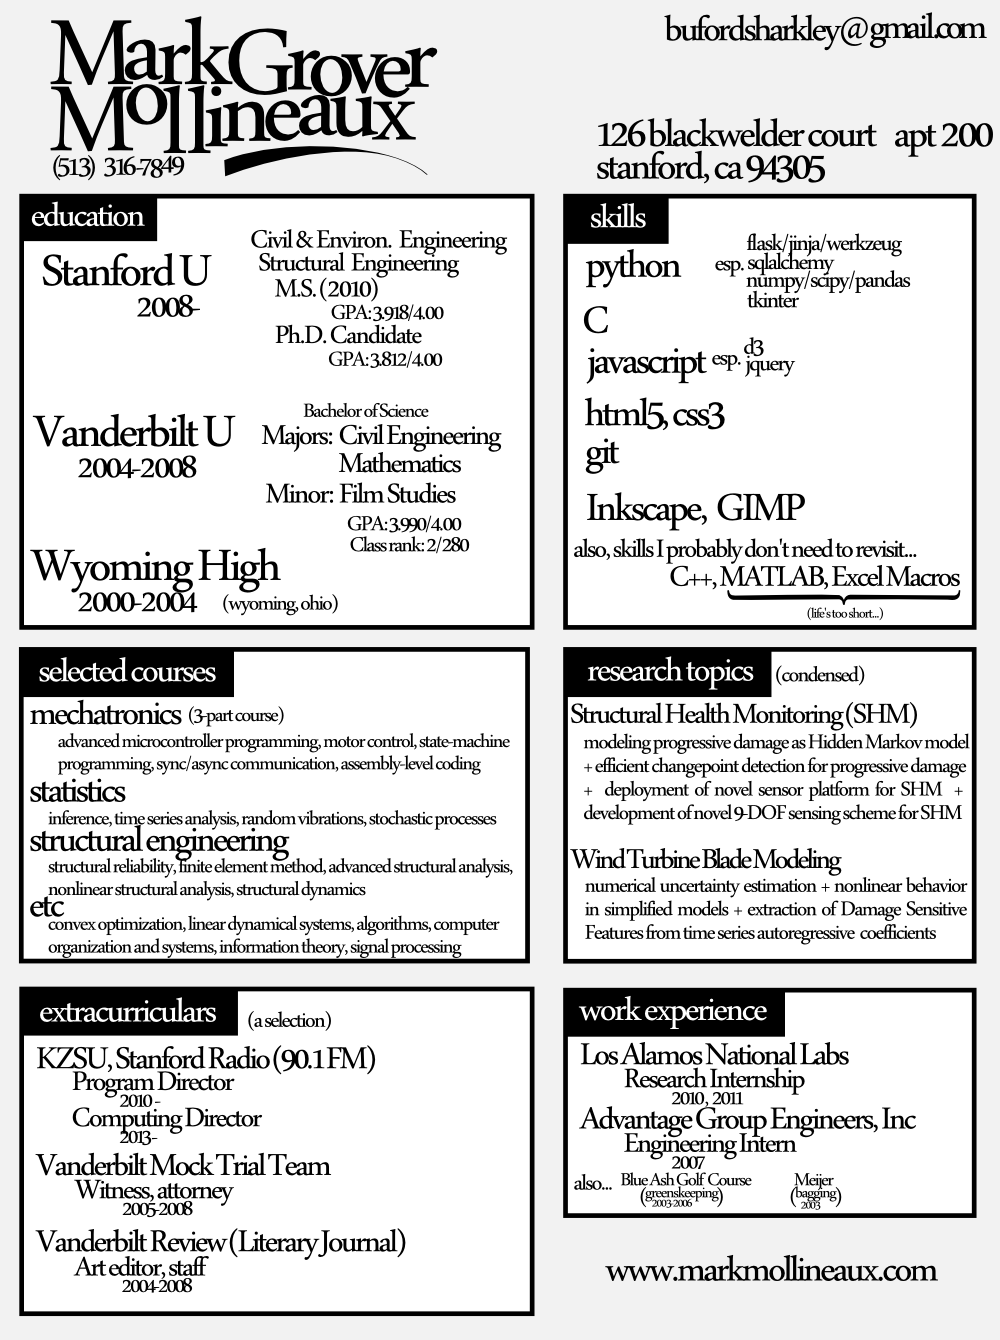 Mark Grover
Mollineaux
(513) 316-7849
bufordsharkley@gmail.com
126 blackwelder court apt 200
stanford, ca 94305
education
Stanford U
2008-
Civil & Environ. Engineering
Structural Engineering
M.S. (2010)
GPA: 3.918/4.00
Ph.D. Candidate
GPA: 3.812/4.00
Vanderbilt U
2004-2008
Bachelor of Science
Majors: Civil Engineering
Mathematics
Minor: Film Studies
GPA: 3.990/4.00
Class rank: 2/280
Wyoming High
2000-2004 (wyoming, ohio)
skills
python esp. flask/jinja/werkzeug
sqlalchemy
numpy/scipy/pandas
tkinter
C
javascript esp. d3
jquery
html5, css3
git
Inkscape, GIMP
also, skills I probably don't need to revisit...
C++, MATLAB, Excel Macros
(life's too short...)
selected courses
mechatronics (3-part course)
advanced microcontroller programming, motor control, state-machine
programming, sync/async communication, assembly-level coding
statistics
inference, time series analysis, random vibrations, stochastic processes
structural engineering
structural reliability, finite element method, advanced structural analysis,
nonlinear structural analysis, structural dynamics
etc
convex optimization, linear dynamical systems, algorithms, computer
organization and systems, information theory, signal processing
research topics (condensed)
Structural Health Monitoring (SHM)
modeling progressive damage as Hidden Markov model
+ efficient changepoint detection for progressive damage
+ deployment of novel sensor platform for SHM +
development of novel 9-DOF sensing scheme for SHM
Wind Turbine Blade Modeling
numerical uncertainty estimation + nonlinear behavior
in simplified models + extraction of Damage Sensitive
Features from time series autoregressive coefficients
extracurriculars (a selection)
KZSU, Stanford Radio (90.1 FM)
Program Director
2010 -
Computing Director
2013-
Vanderbilt Mock Trial Team
Witness, attorney
2005-2008
Vanderbilt Review (Literary Journal)
Art editor, staff
2004-2008
work experience
Los Alamos National Labs
Research Internship
2010, 2011
Advantage Group Engineers, Inc
Engineering Intern
2007
also... Blue Ash Golf Course
(greenskeeping)
2003-2006
Meijer
(bagging)
2003
www.markmollineaux.com